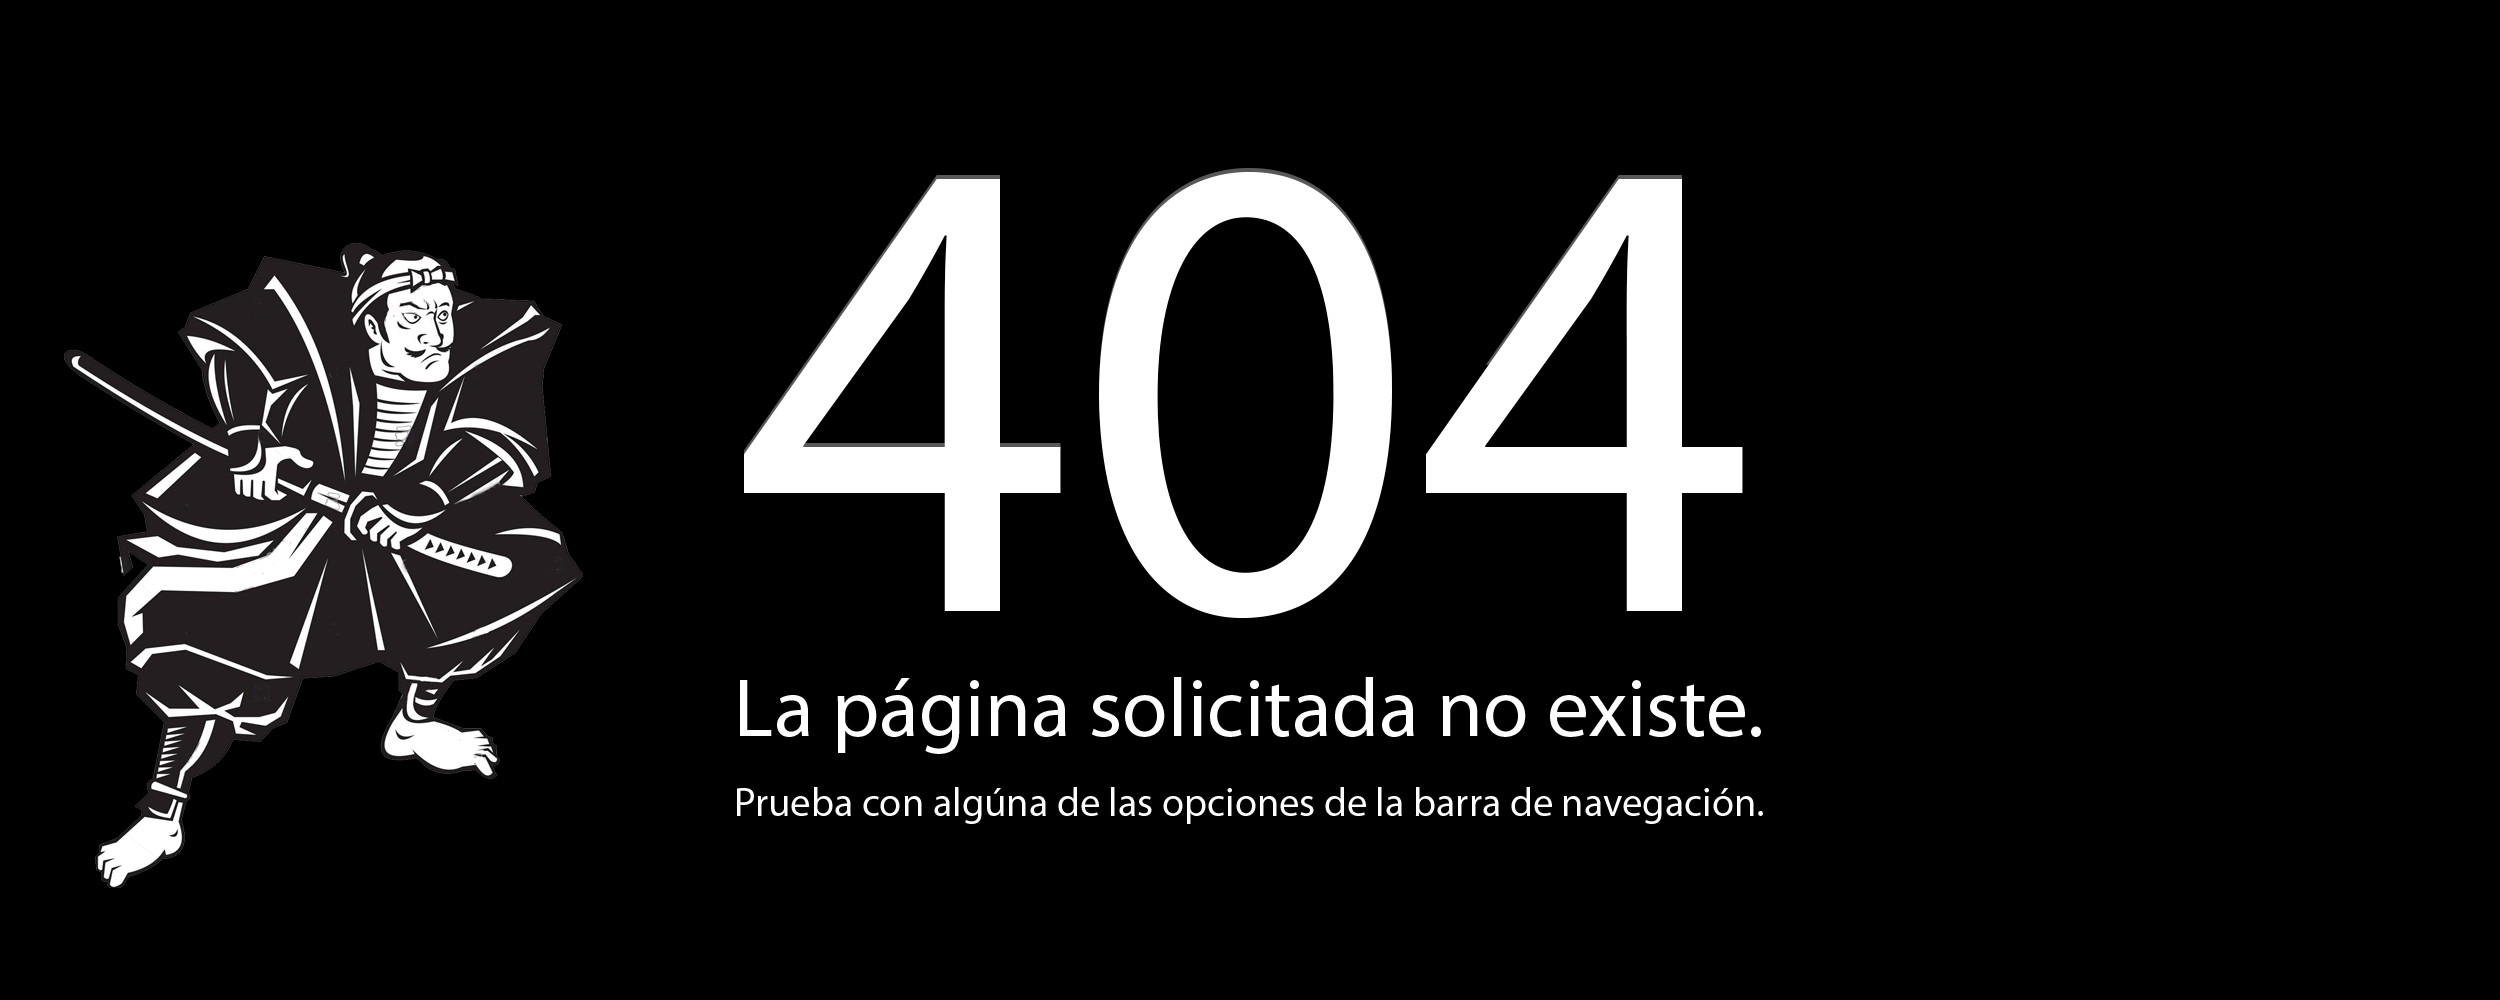 404
La página solicitada no existe.
Prueba con algúna de las opciones de la barra de navegación.